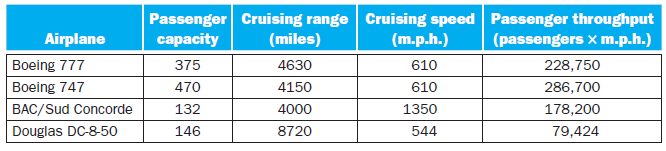 Airplane Passenger capacity Cruising range (miles) Cruising speed (m.p.h.) Passenger throughput (passengers × m.p.h.)
Boeing 777 375 4630 610 228,750
Boeing 747 470 4150 610 286,700
BAC/Sud Concorde 132 4000 1350 178,200
Douglas DC-8-50 146 8720 544 79,424